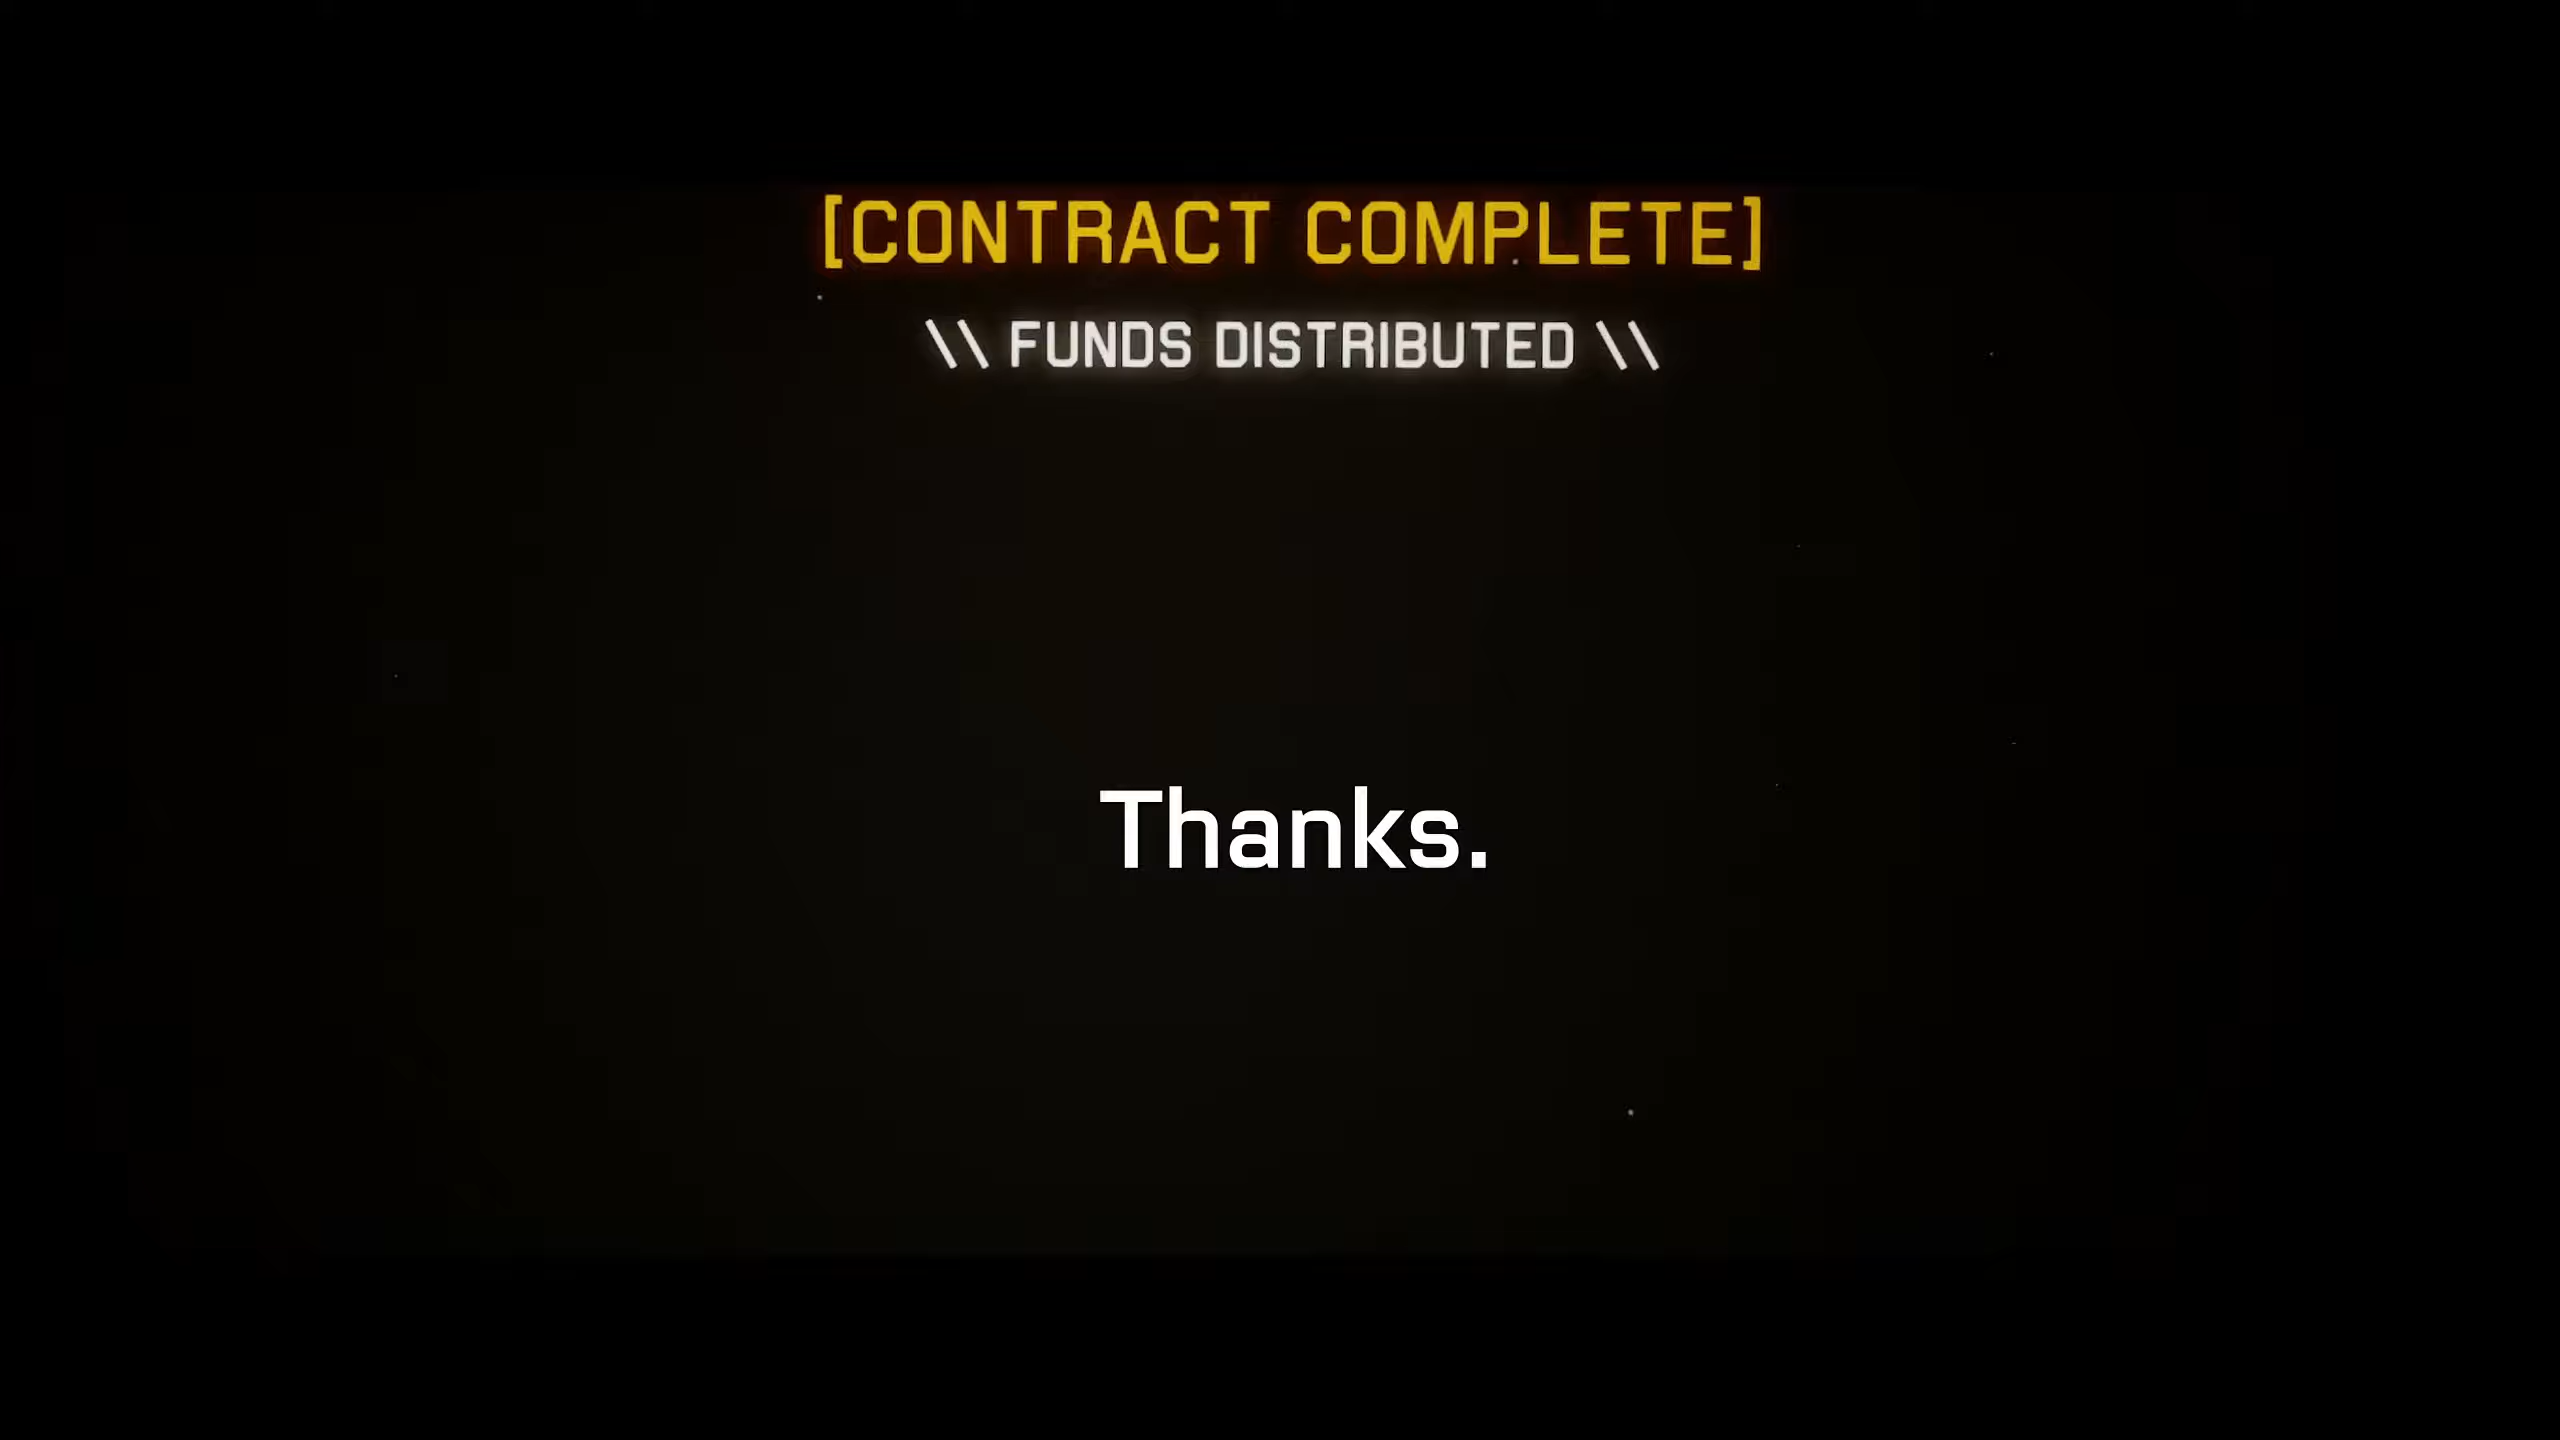 [CONTRACT COMPLETE]
\\ FUNDS DISTRIBUTED \\
Thanks.